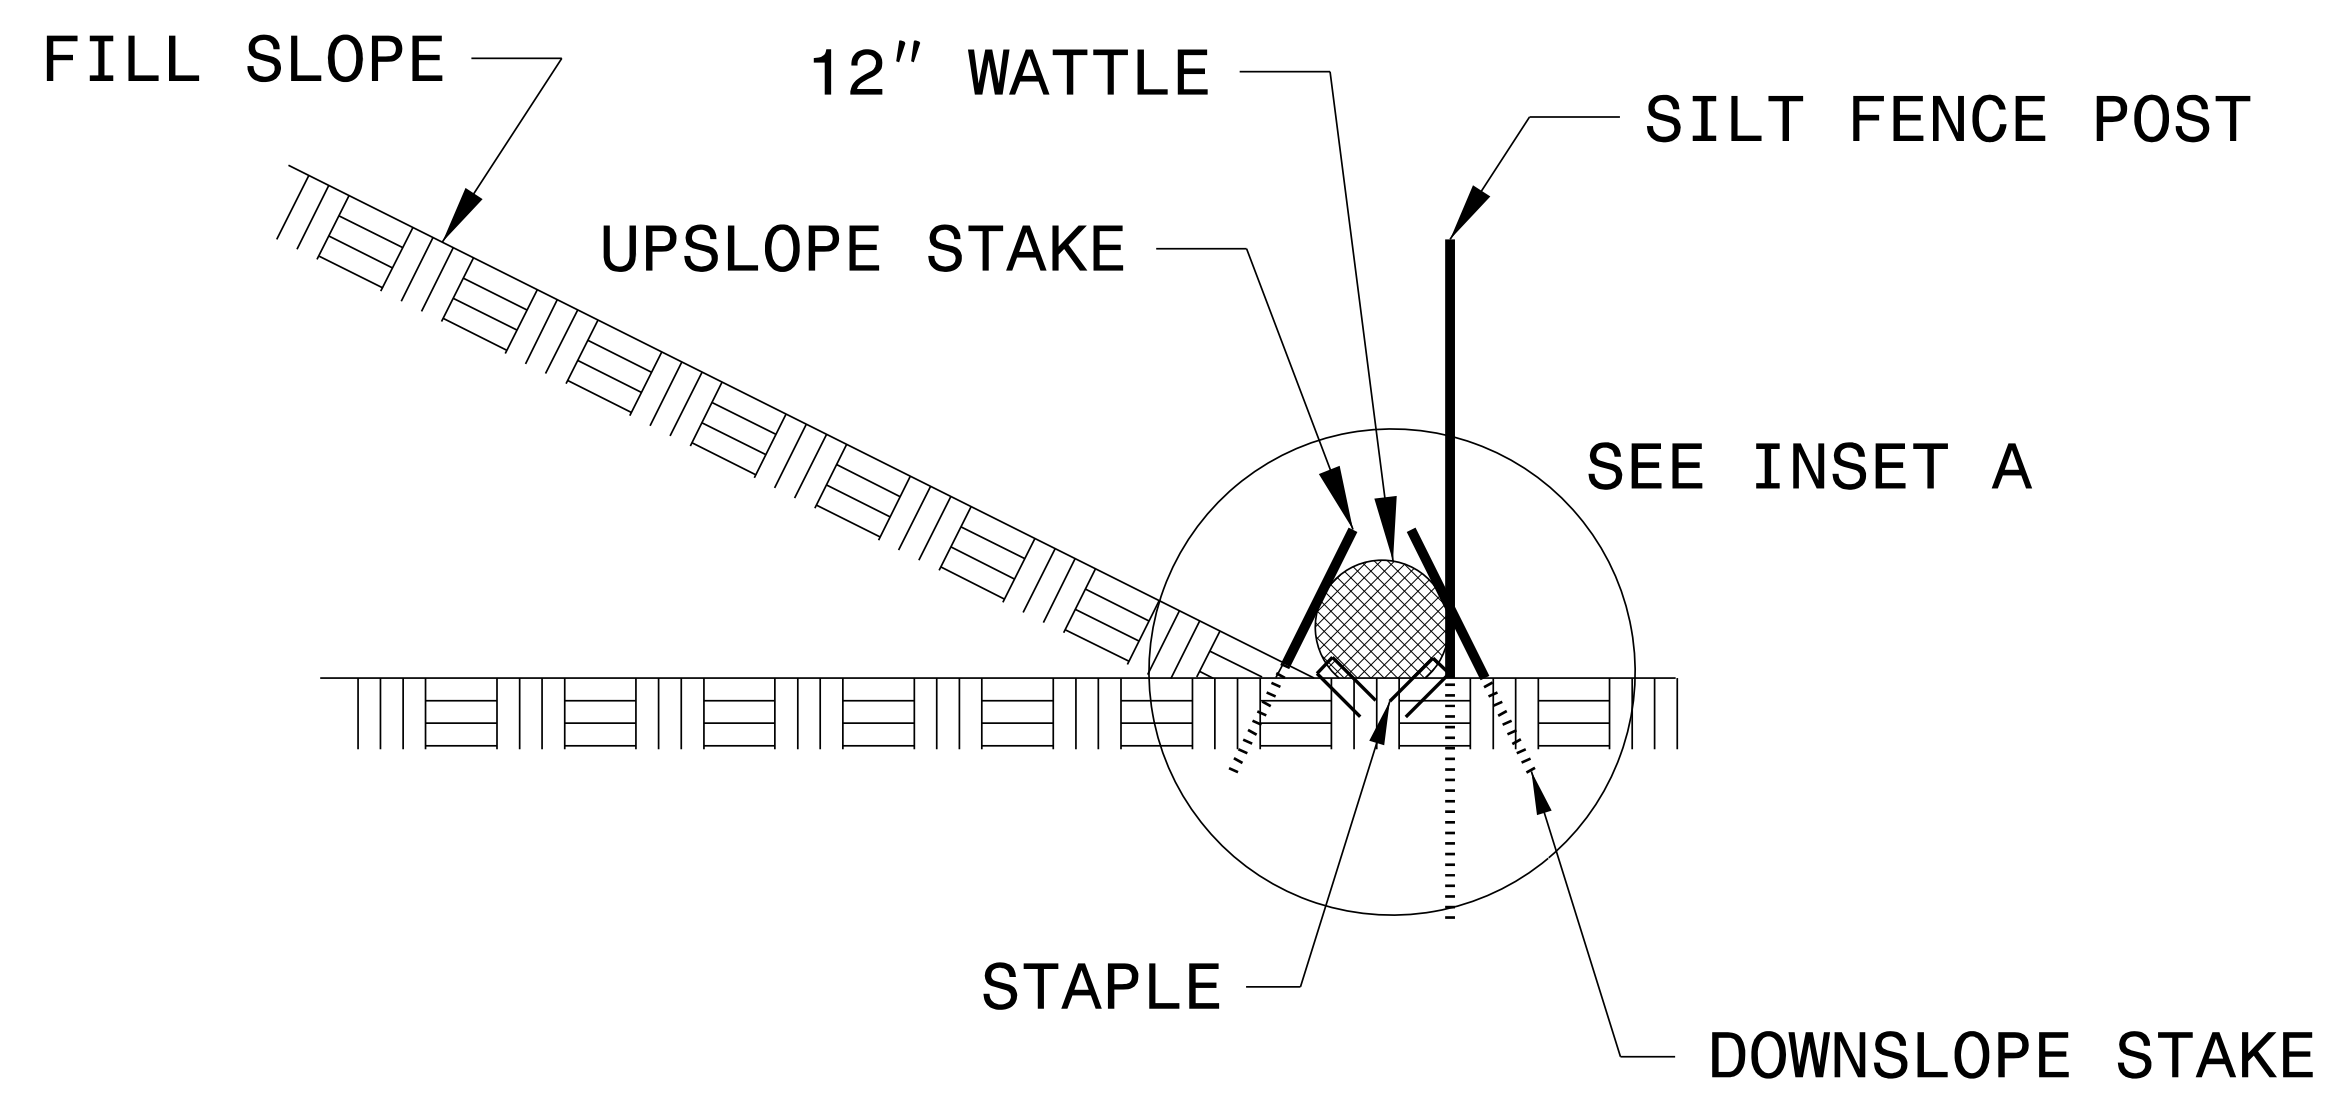 FILL SLOPE
12" WATTLE
SILT FENCE POST
UPSLOPE STAKE
SEE INSET A
STAPLE
DOWNSLOPE STAKE